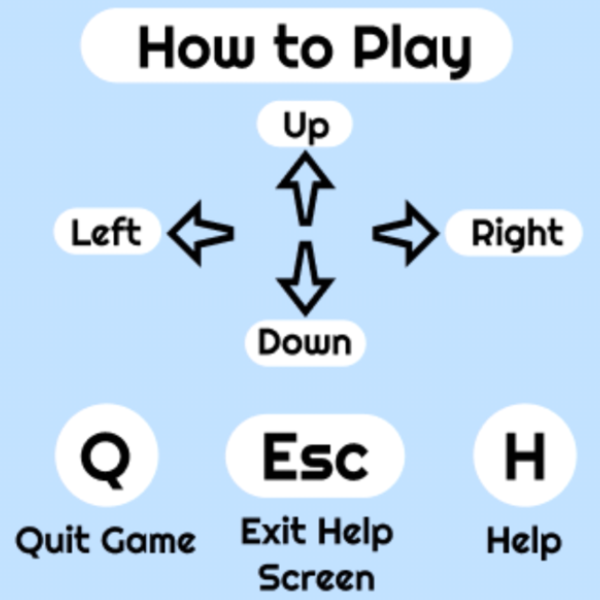 How to Play
Up
Left
Right
Down
Q
Esc
H
Quit Game
Exit Help
Screen
Help